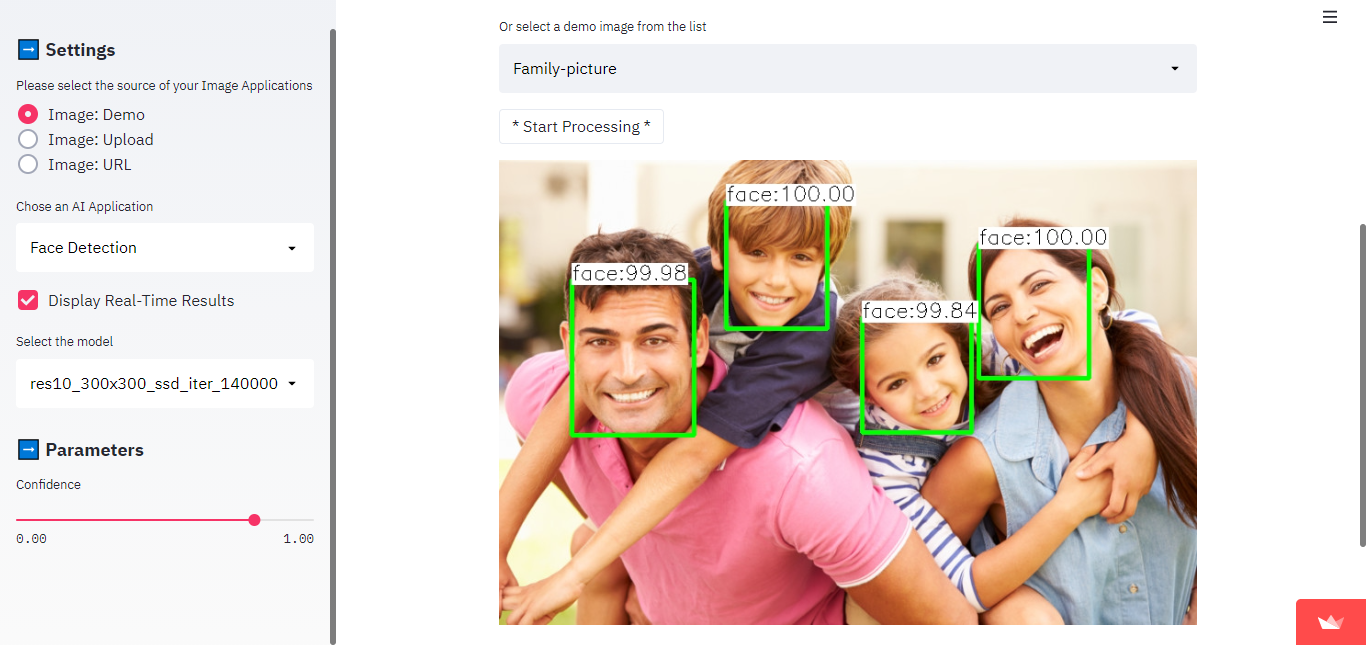 Settings
Please select the source of your Image Applications
Image: Demo
Image: Upload
Image: URL
Chose an AI Application
Face Detection
Display Real-Time Results
Select the model
res10_300x300_ssd_iter_140000
Parameters
Confidence
0.00
1.00
Or select a demo image from the list
Family-picture
* Start Processing *
face:100.00
face:100.00
face:99.98
face:99.84